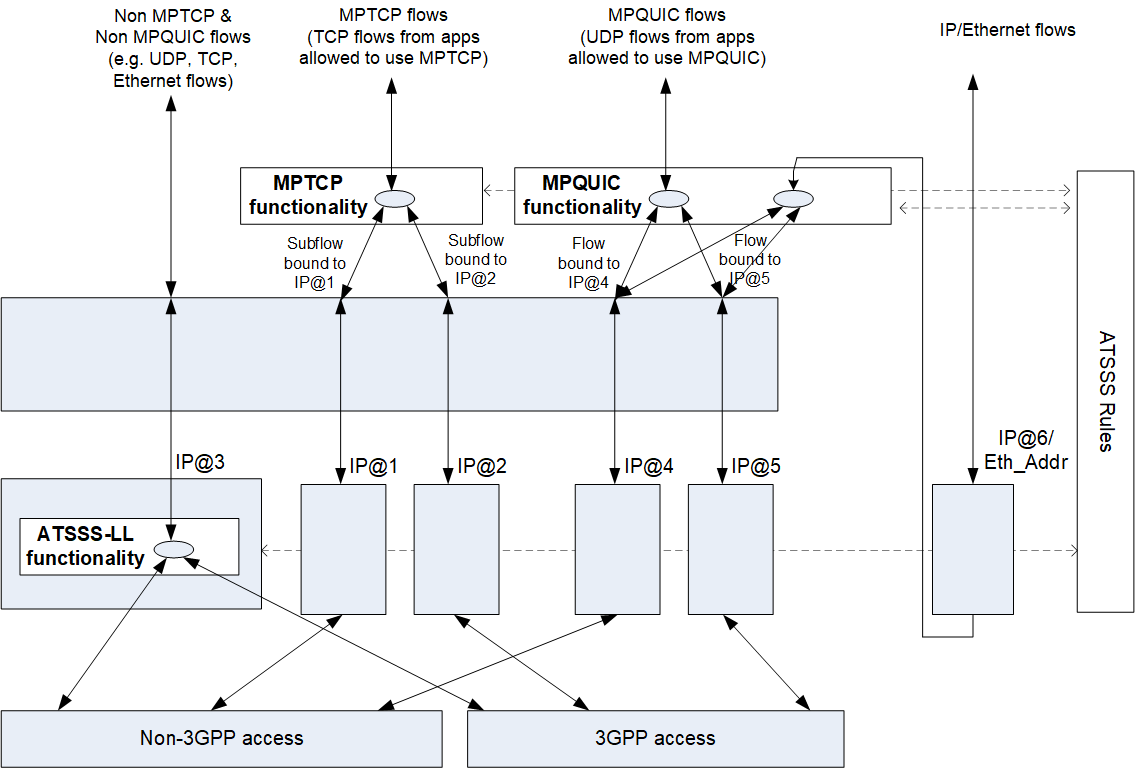 Non MPTCP &
Non MPQUIC flows
(e.g. UDP, TCP,
Ethernet flows)
MPTCP flows
(TCP flows from apps
allowed to use MPTCP)
MPQUIC flows
(UDP flows from apps
allowed to use MPQUIC)
IP/Ethernet flows
MPTCP
functionality
MPQUIC
functionality
Subflow
bound to
IP@1
Subflow
bound to
IP@2
Flow
bound to
IP@4
Flow
bound to
IP@5
ATSSS Rules
IP@3
IP@1
IP@2
IP@4
IP@5
IP@6/
Eth_Addr
ATSSS-LL
functionality
Non-3GPP access
3GPP access